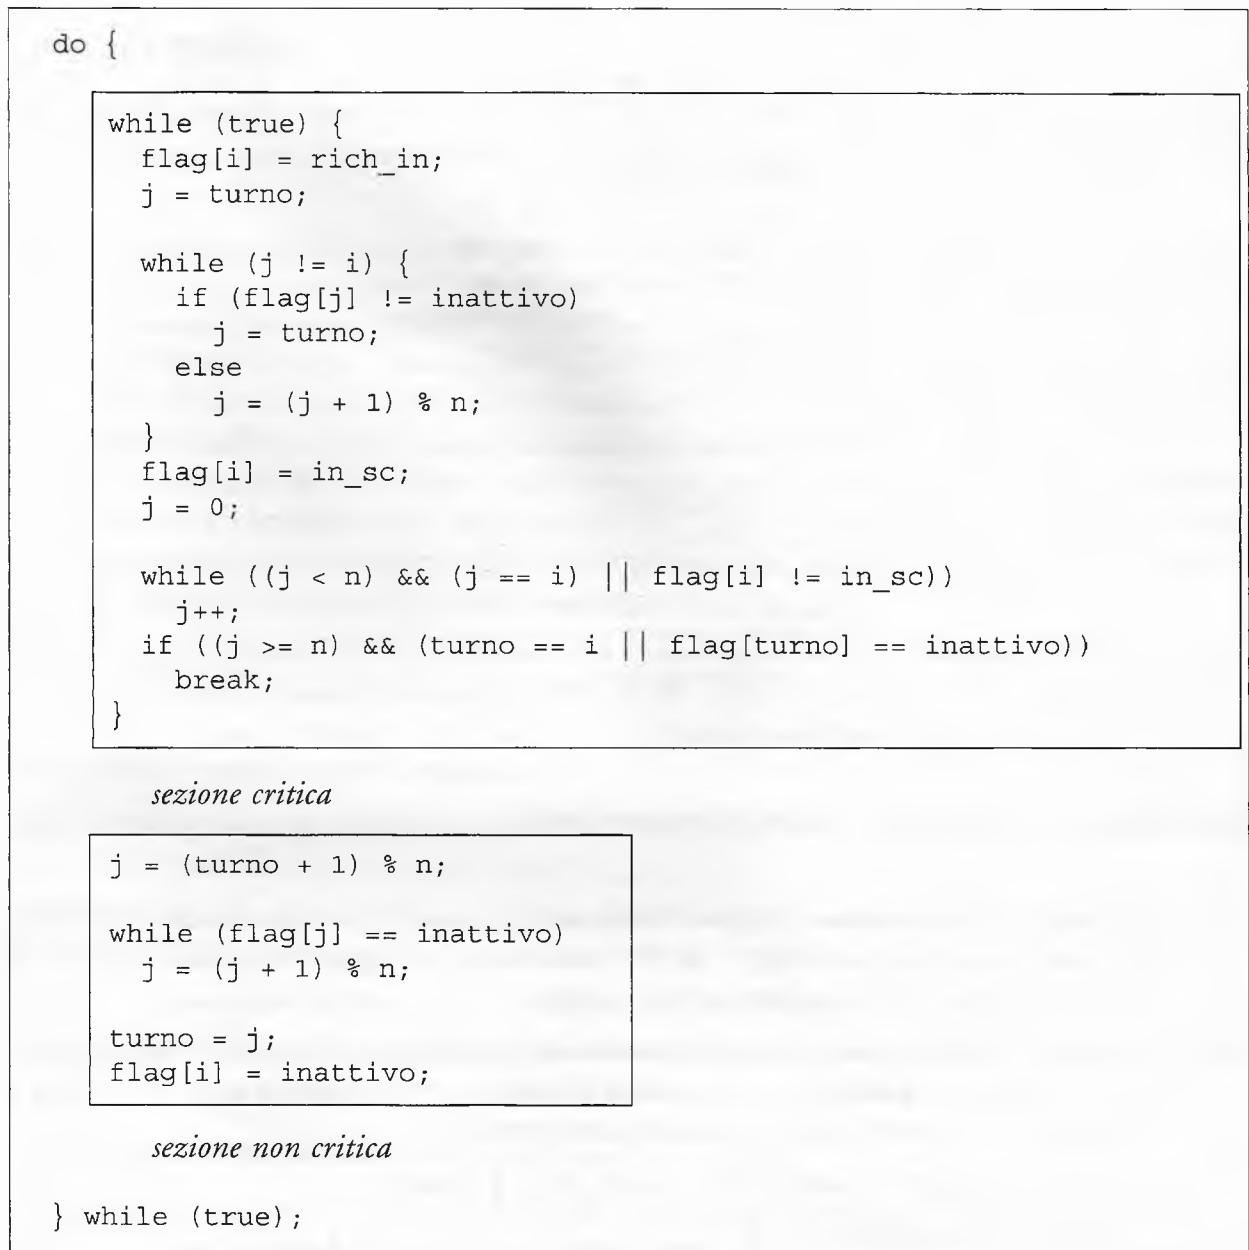 do {
while (true) {
flag[i] = rich_in;
j = turno;
while (j != i) {
if (flag[j] != inattivo)
j = turno;
else
j = (j + 1) % n;
}
flag[i] = in_sc;
j = 0;
while ((j < n) && (j == i) || flag[i] != in_sc))
j++;
if ((j >= n) && (turno == i || flag[turno] == inattivo))
break;
}
sezione critica
j = (turno + 1) % n;
while (flag[j] == inattivo)
j = (j + 1) % n;
turno = j;
flag[i] = inattivo;
sezione non critica
} while (true);